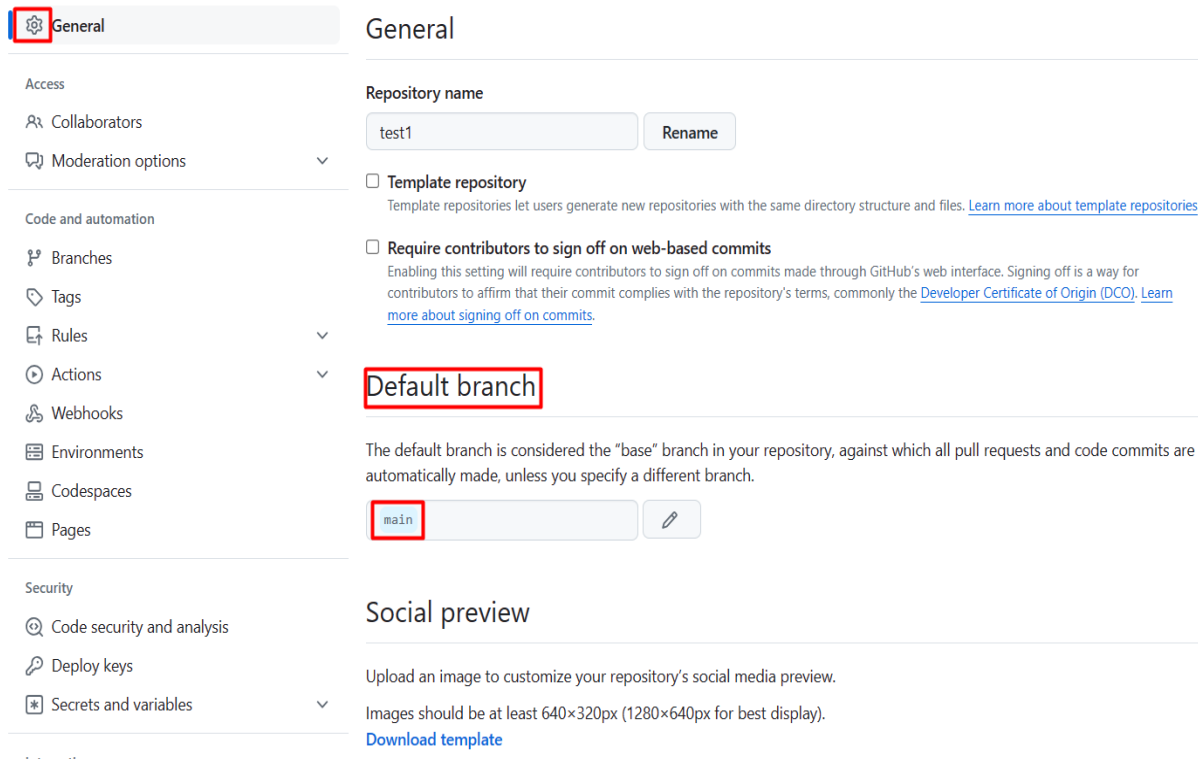 General
Access
Collaborators
Moderation options
Code and automation
Branches
Tags
Rules
Actions
Webhooks
Environments
Codespaces
Pages
Security
Code security and analysis
Deploy keys
Secrets and variables
General
Repository name
test1
Rename
Template repository
Template repositories let users generate new repositories with the same directory structure and files. Learn more about template repositories
Require contributors to sign off on web-based commits
Enabling this setting will require contributors to sign off on commits made through GitHub's web interface. Signing off is a way for
contributors to affirm that their commit complies with the repository's terms, commonly the Developer Certificate of Origin (DCO). Learn
more about signing off on commits.
Default branch
The default branch is considered the “base” branch in your repository, against which all pull requests and code commits are
automatically made, unless you specify a different branch.
main
Social preview
Upload an image to customize your repository's social media preview.
Images should be at least 640×320px (1280×640px for best display).
Download template